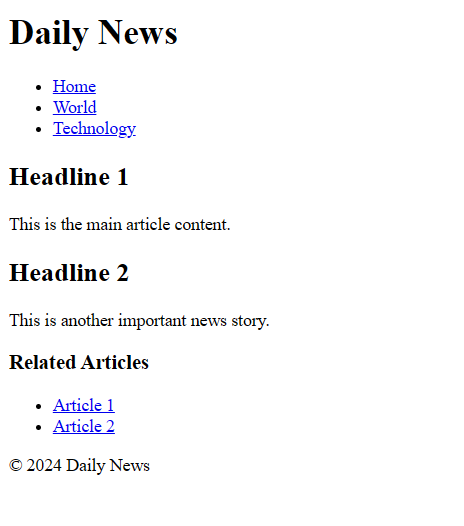 Daily News
Home
World
Technology
Headline 1
This is the main article content.
Headline 2
This is another important news story.
Related Articles
Article 1
Article 2
© 2024 Daily News